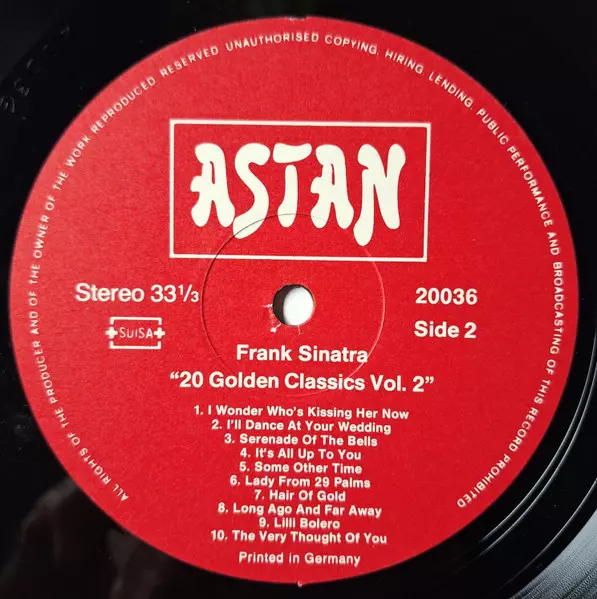 ALL RIGHTS OF THE PRODUCER AND OF THE OWNER OF THE WORK REPRODUCED RESERVED UNAUTHORISED COPYING, HIRING, LENDING, PUBLIC PERFORMANCE AND BROADCASTING OF THIS RECORD PROHIBITED
ASTAN
Stereo 33⅓
20036
SUISA
Side 2
Frank Sinatra
"20 Golden Classics Vol. 2"
1. I Wonder Who's Kissing Her Now
2. I'll Dance At Your Wedding
3. Serenade Of The Bells
4. It's All Up To You
5. Some Other Time
6. Lady From 29 Palms
7. Hair Of Gold
8. Long Ago And Far Away
9. Lilli Bolero
10. The Very Thought Of You
Printed in Germany